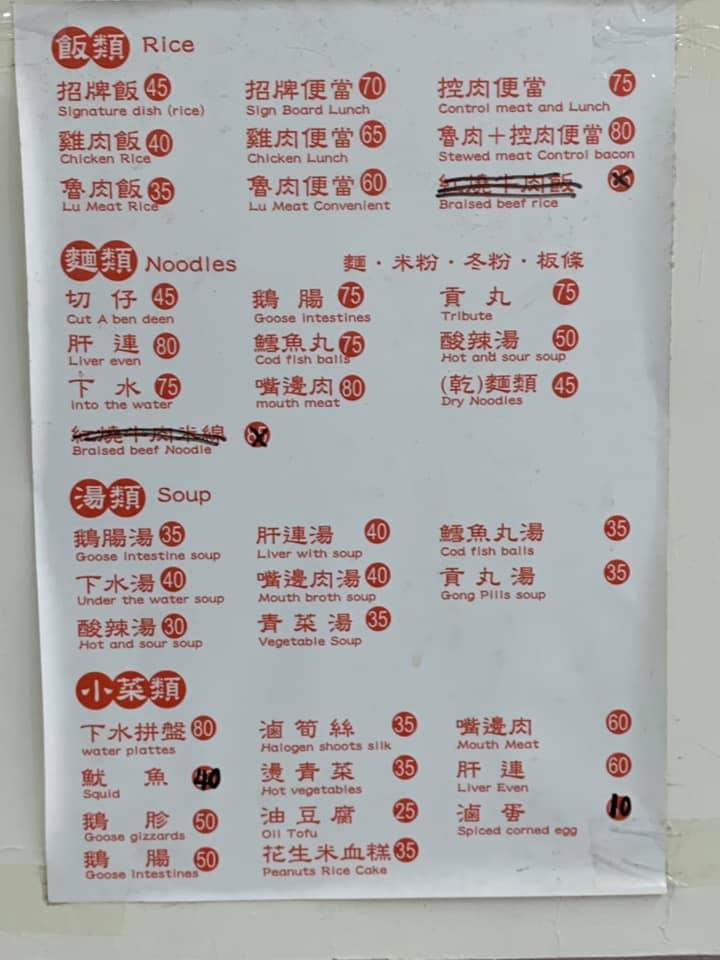 飯類 Rice
招牌飯 45 招牌便當 70 控肉便當 75
Signature dish (rice) Sign Board Lunch Control meat and Lunch
雞肉飯 40 雞肉便當 65 魯肉+控肉便當 80
Chicken Rice Chicken Lunch Stewed meat Control bacon
魯肉飯 35 魯肉便當 60 紅燒牛肉飯
Lu Meat Rice Lu Meat Convenient Braised beef rice
麵類 Noodles 麵·米粉·冬粉·板條
切仔 45 鵝腸 75 貢丸 75
Cut A ben deen Goose intestines Tribute
肝連 80 鱈魚丸 75 酸辣湯 50
Liver even Cod fish balls Hot and sour soup
下水 75 嘴邊肉 80 (乾)麵類 45
into the water mouth meat Dry Noodles
紅燒牛肉米線
Braised beef Noodle
湯類 Soup
鵝腸湯 35 肝連湯 40 鱈魚丸湯 35
Goose intestine soup Liver with soup Cod fish balls
下水湯 40 嘴邊肉湯 40 貢丸湯 35
Under the water soup Mouth broth soup Gong Pills soup
酸辣湯 30 青菜湯 35
Hot and sour soup Vegetable Soup
小菜類
下水拼盤 80 滷筍絲 35 嘴邊肉 60
water plattes Halogen shoots silk Mouth Meat
魷魚 40 燙青菜 35 肝連 60
Squid Hot vegetables Liver Even
鵝胗 50 油豆腐 25 滷蛋 10
Goose gizzards Oil Tofu Spiced corned egg
鵝腸 50 花生米血糕 35
Goose Intestines Peanuts Rice Cake